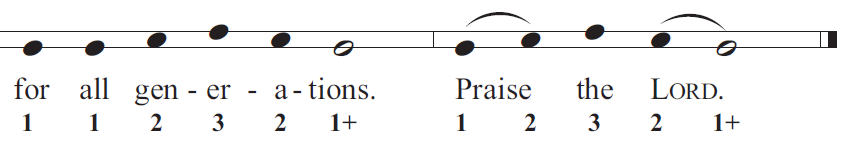 for all gen - er - a - tions. Praise the LORD.
1 1 2 3 2 1+ 1 2 3 2 1+